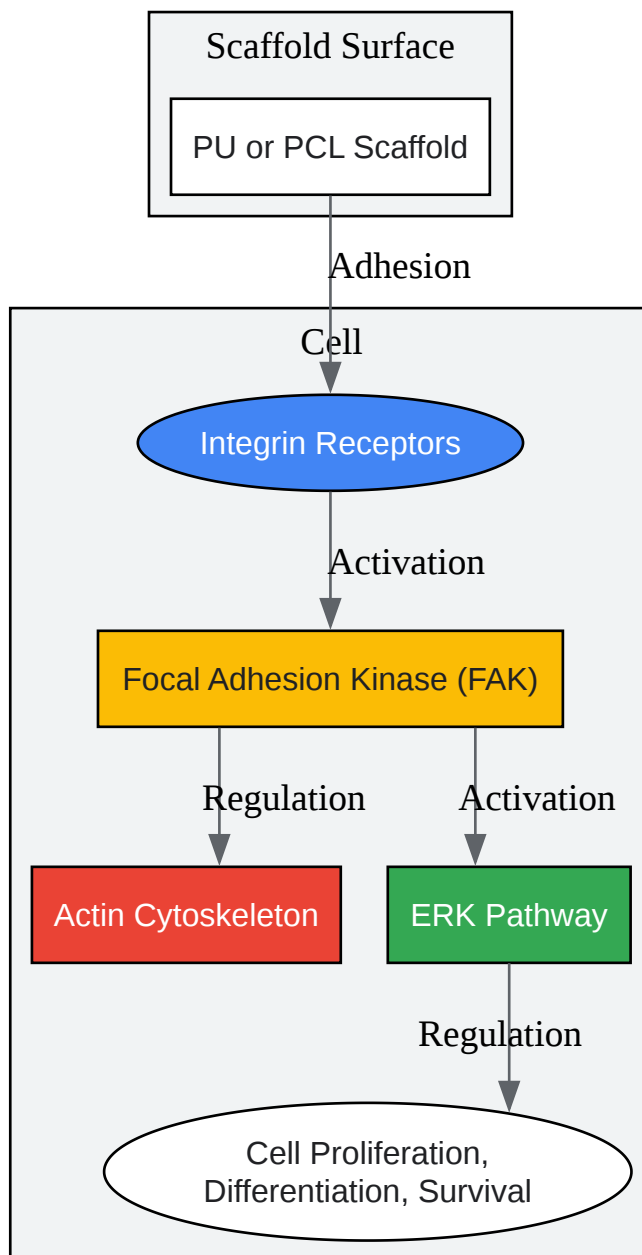 Scaffold Surface
PU or PCL Scaffold
Adhesion
Cell
Integrin Receptors
Activation
Focal Adhesion Kinase (FAK)
Regulation
Activation
Actin Cytoskeleton
ERK Pathway
Regulation
Cell Proliferation,
Differentiation, Survival